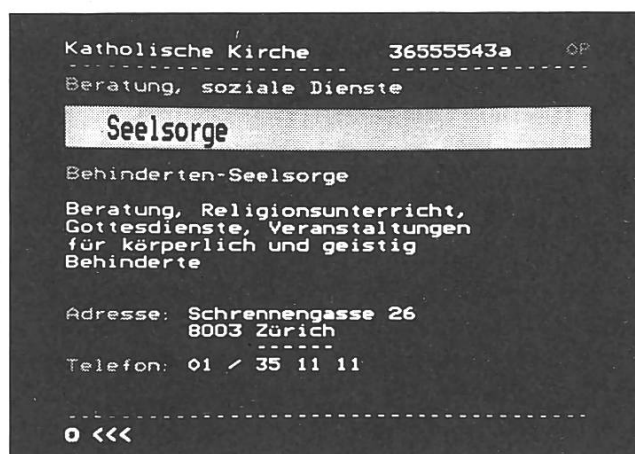 Katholische Kirche 36555543a 0P
Beratung, soziale Dienste
Seelsorge
Behinderten-Seelsorge
Beratung, Religionsunterricht,
Gottesdienste, Veranstaltungen
für körperlich und geistig
Behinderte
Adresse: Schrennengasse 26
8003 Zürich
Telefon: 01 / 35 11 11
0 <<<